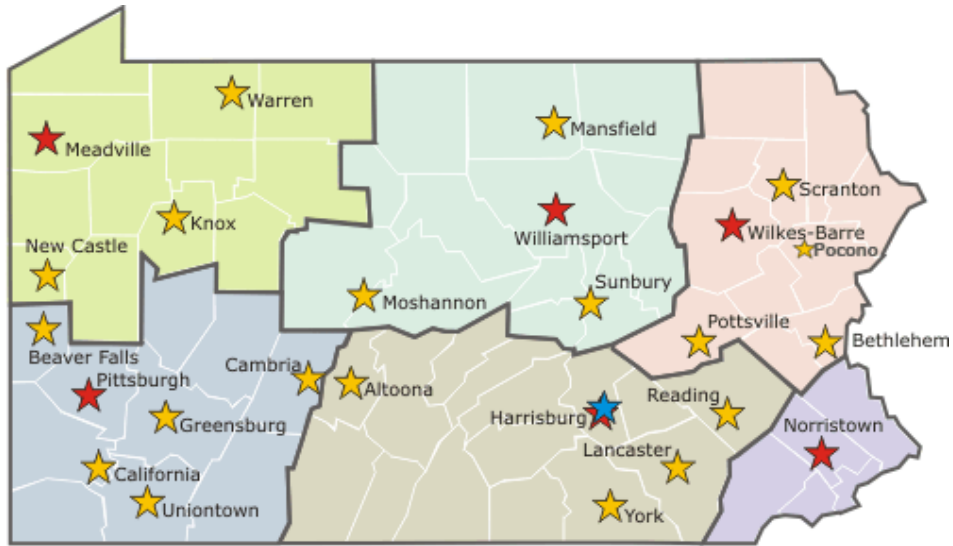 Warren
Mansfield
Meadville
Scranton
Knox
Williamsport
Wilkes-Barre
Pocono
New Castle
Sunbury
Moshannon
Pottsville
Bethlehem
Beaver Falls
Cambria
Pittsburgh
Altoona
Reading
Harrisburg
Greensburg
Norristown
Lancaster
California
Uniontown
York